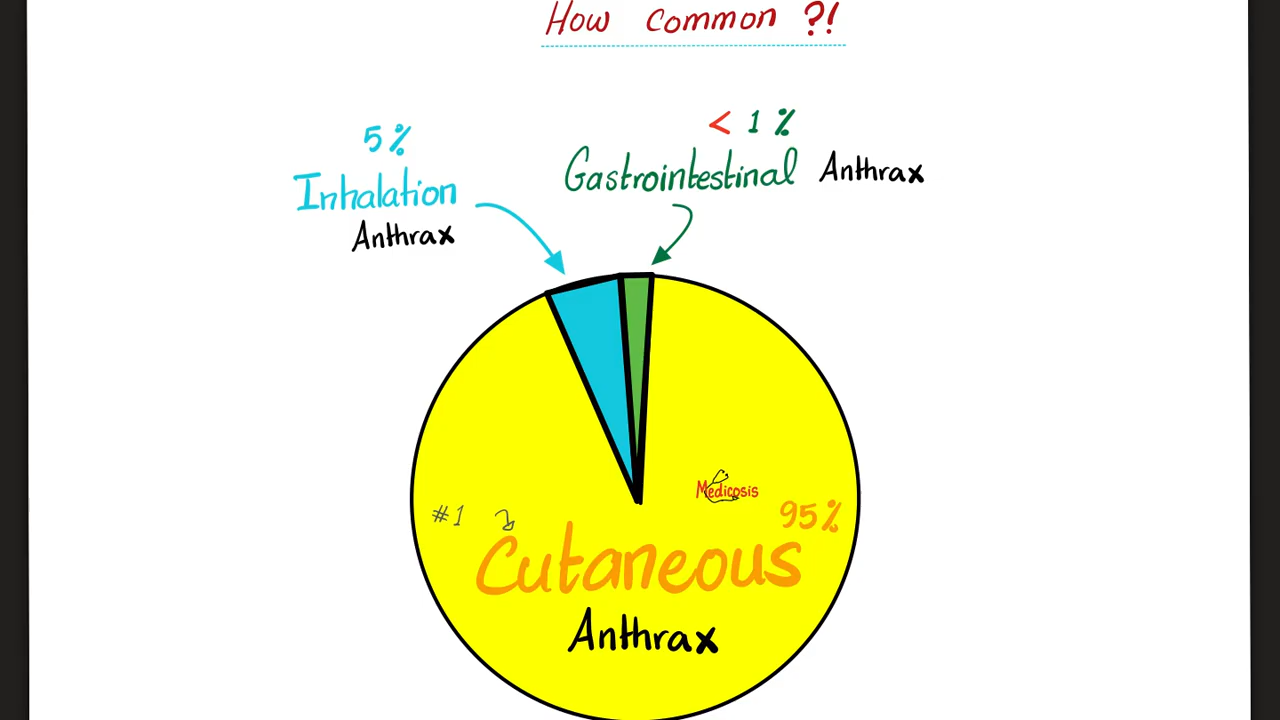 How Common ?!
5%
Inhalation
Anthrax
< 1 %
Gastrointestinal Anthrax
Medicosis
#1
95%
Cutaneous
Anthrax